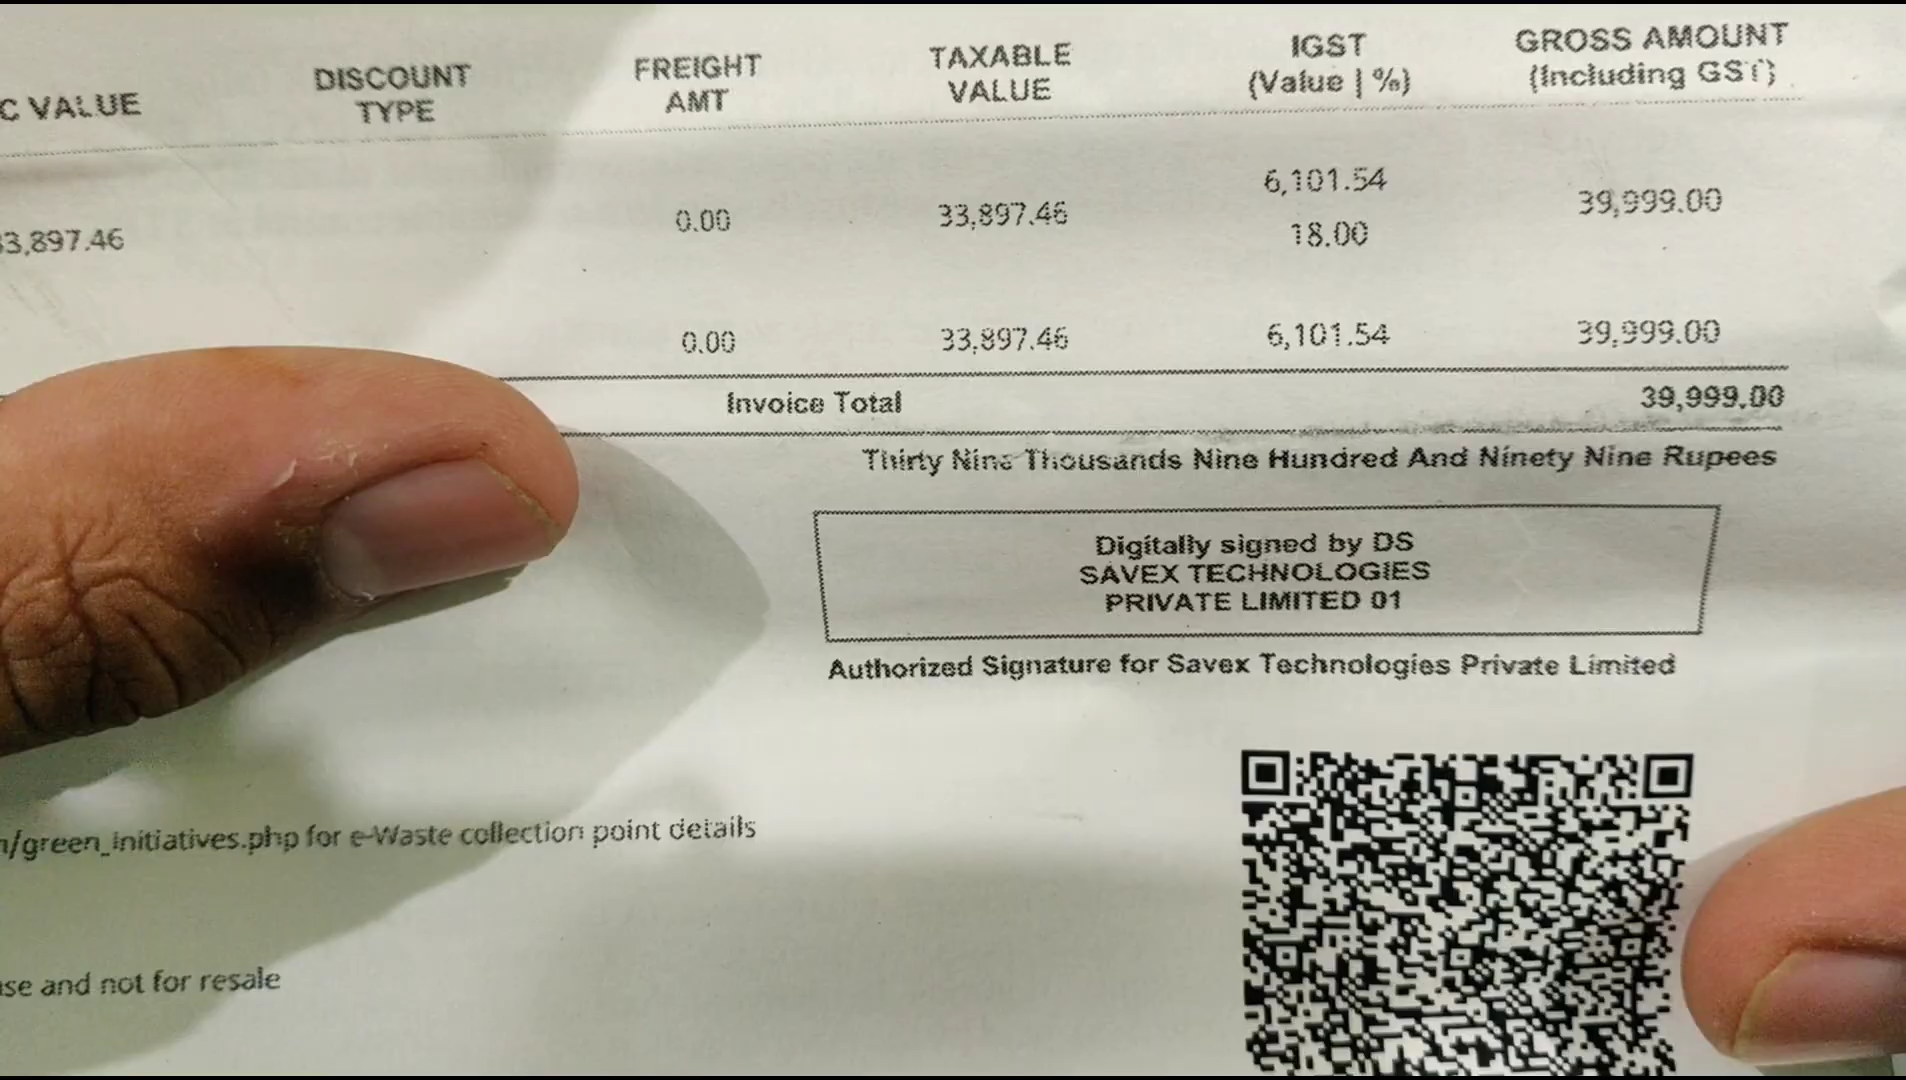 C VALUE
DISCOUNT
TYPE
FREIGHT
AMT
TAXABLE
VALUE
IGST
(Value | %)
GROSS AMOUNT
(Including GST)
33,897.46
0.00
33,897.46
6,101.54
18.00
39,999.00
0.00
33,897.46
6,101.54
39,999.00
Invoice Total
39,999.00
Thirty Nine Thousands Nine Hundred And Ninety Nine Rupees
Digitally signed by DS
SAVEX TECHNOLOGIES
PRIVATE LIMITED 01
Authorized Signature for Savex Technologies Private Limited
/green_initiatives.php for e-Waste collection point details
and not for resale